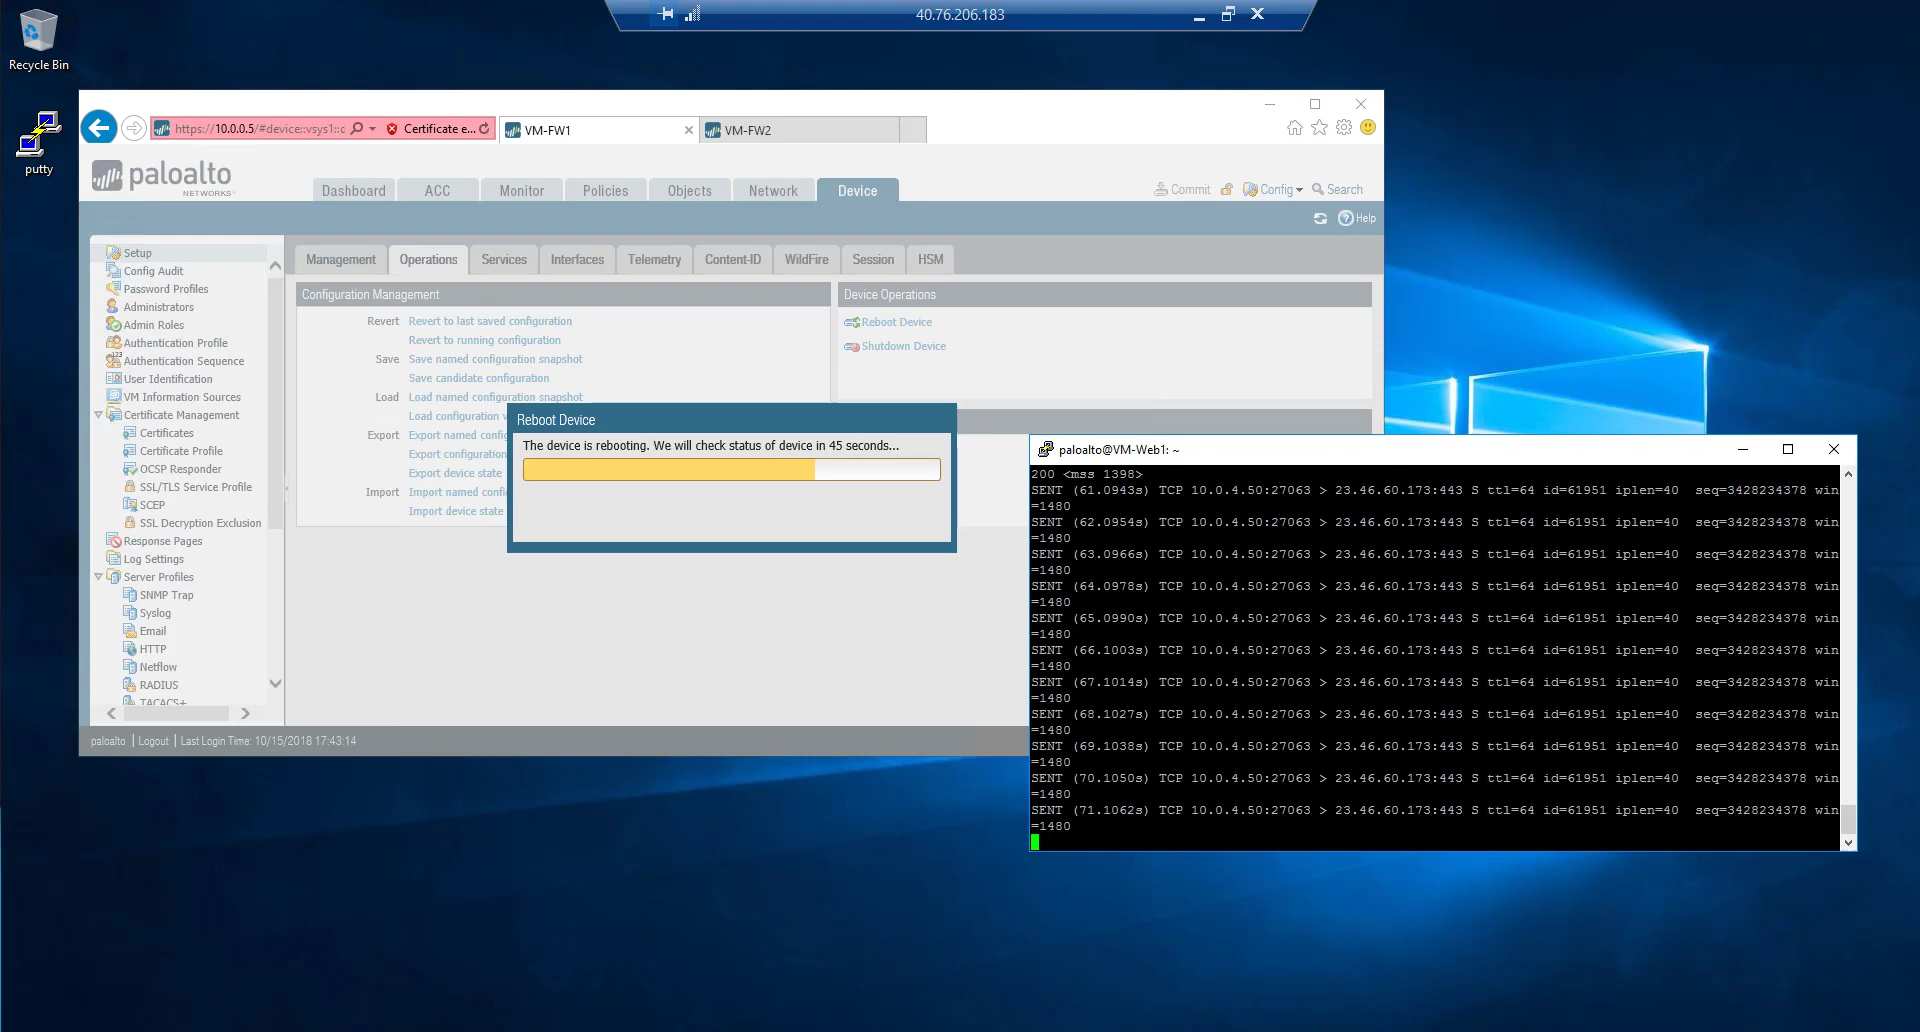 40.76.206.183
Recycle Bin
putty
https://10.0.0.5/#device::vsys1::c
Certificate e...
VM-FW1
VM-FW2
paloalto
NETWORKS
Dashboard
ACC
Monitor
Policies
Objects
Network
Device
Commit
Config
Search
Help
Setup
Config Audit
Password Profiles
Administrators
Admin Roles
Authentication Profile
Authentication Sequence
User Identification
VM Information Sources
Certificate Management
Certificates
Certificate Profile
OCSP Responder
SSL/TLS Service Profile
SCEP
SSL Decryption Exclusion
Response Pages
Log Settings
Server Profiles
SNMP Trap
Syslog
Email
HTTP
Netflow
RADIUS
TACACS+
Management
Operations
Services
Interfaces
Telemetry
Content-ID
WildFire
Session
HSM
Configuration Management
Revert Revert to last saved configuration
Revert to running configuration
Save Save named configuration snapshot
Save candidate configuration
Load Load named configuration snapshot
Load configuration v
Export Export named config
Export configuration
Export device state
Import Import named confi
Import device state
Device Operations
Reboot Device
Shutdown Device
Reboot Device
The device is rebooting. We will check status of device in 45 seconds...
paloalto | Logout | Last Login Time: 10/15/2018 17:43:14
paloalto@VM-Web1: ~
200 <mss 1398>
SENT (61.0943s) TCP 10.0.4.50:27063 > 23.46.60.173:443 S ttl=64 id=61951 iplen=40  seq=3428234378 win
=1480
SENT (62.0954s) TCP 10.0.4.50:27063 > 23.46.60.173:443 S ttl=64 id=61951 iplen=40  seq=3428234378 win
=1480
SENT (63.0966s) TCP 10.0.4.50:27063 > 23.46.60.173:443 S ttl=64 id=61951 iplen=40  seq=3428234378 win
=1480
SENT (64.0978s) TCP 10.0.4.50:27063 > 23.46.60.173:443 S ttl=64 id=61951 iplen=40  seq=3428234378 win
=1480
SENT (65.0990s) TCP 10.0.4.50:27063 > 23.46.60.173:443 S ttl=64 id=61951 iplen=40  seq=3428234378 win
=1480
SENT (66.1003s) TCP 10.0.4.50:27063 > 23.46.60.173:443 S ttl=64 id=61951 iplen=40  seq=3428234378 win
=1480
SENT (67.1014s) TCP 10.0.4.50:27063 > 23.46.60.173:443 S ttl=64 id=61951 iplen=40  seq=3428234378 win
=1480
SENT (68.1027s) TCP 10.0.4.50:27063 > 23.46.60.173:443 S ttl=64 id=61951 iplen=40  seq=3428234378 win
=1480
SENT (69.1038s) TCP 10.0.4.50:27063 > 23.46.60.173:443 S ttl=64 id=61951 iplen=40  seq=3428234378 win
=1480
SENT (70.1050s) TCP 10.0.4.50:27063 > 23.46.60.173:443 S ttl=64 id=61951 iplen=40  seq=3428234378 win
=1480
SENT (71.1062s) TCP 10.0.4.50:27063 > 23.46.60.173:443 S ttl=64 id=61951 iplen=40  seq=3428234378 win
=1480